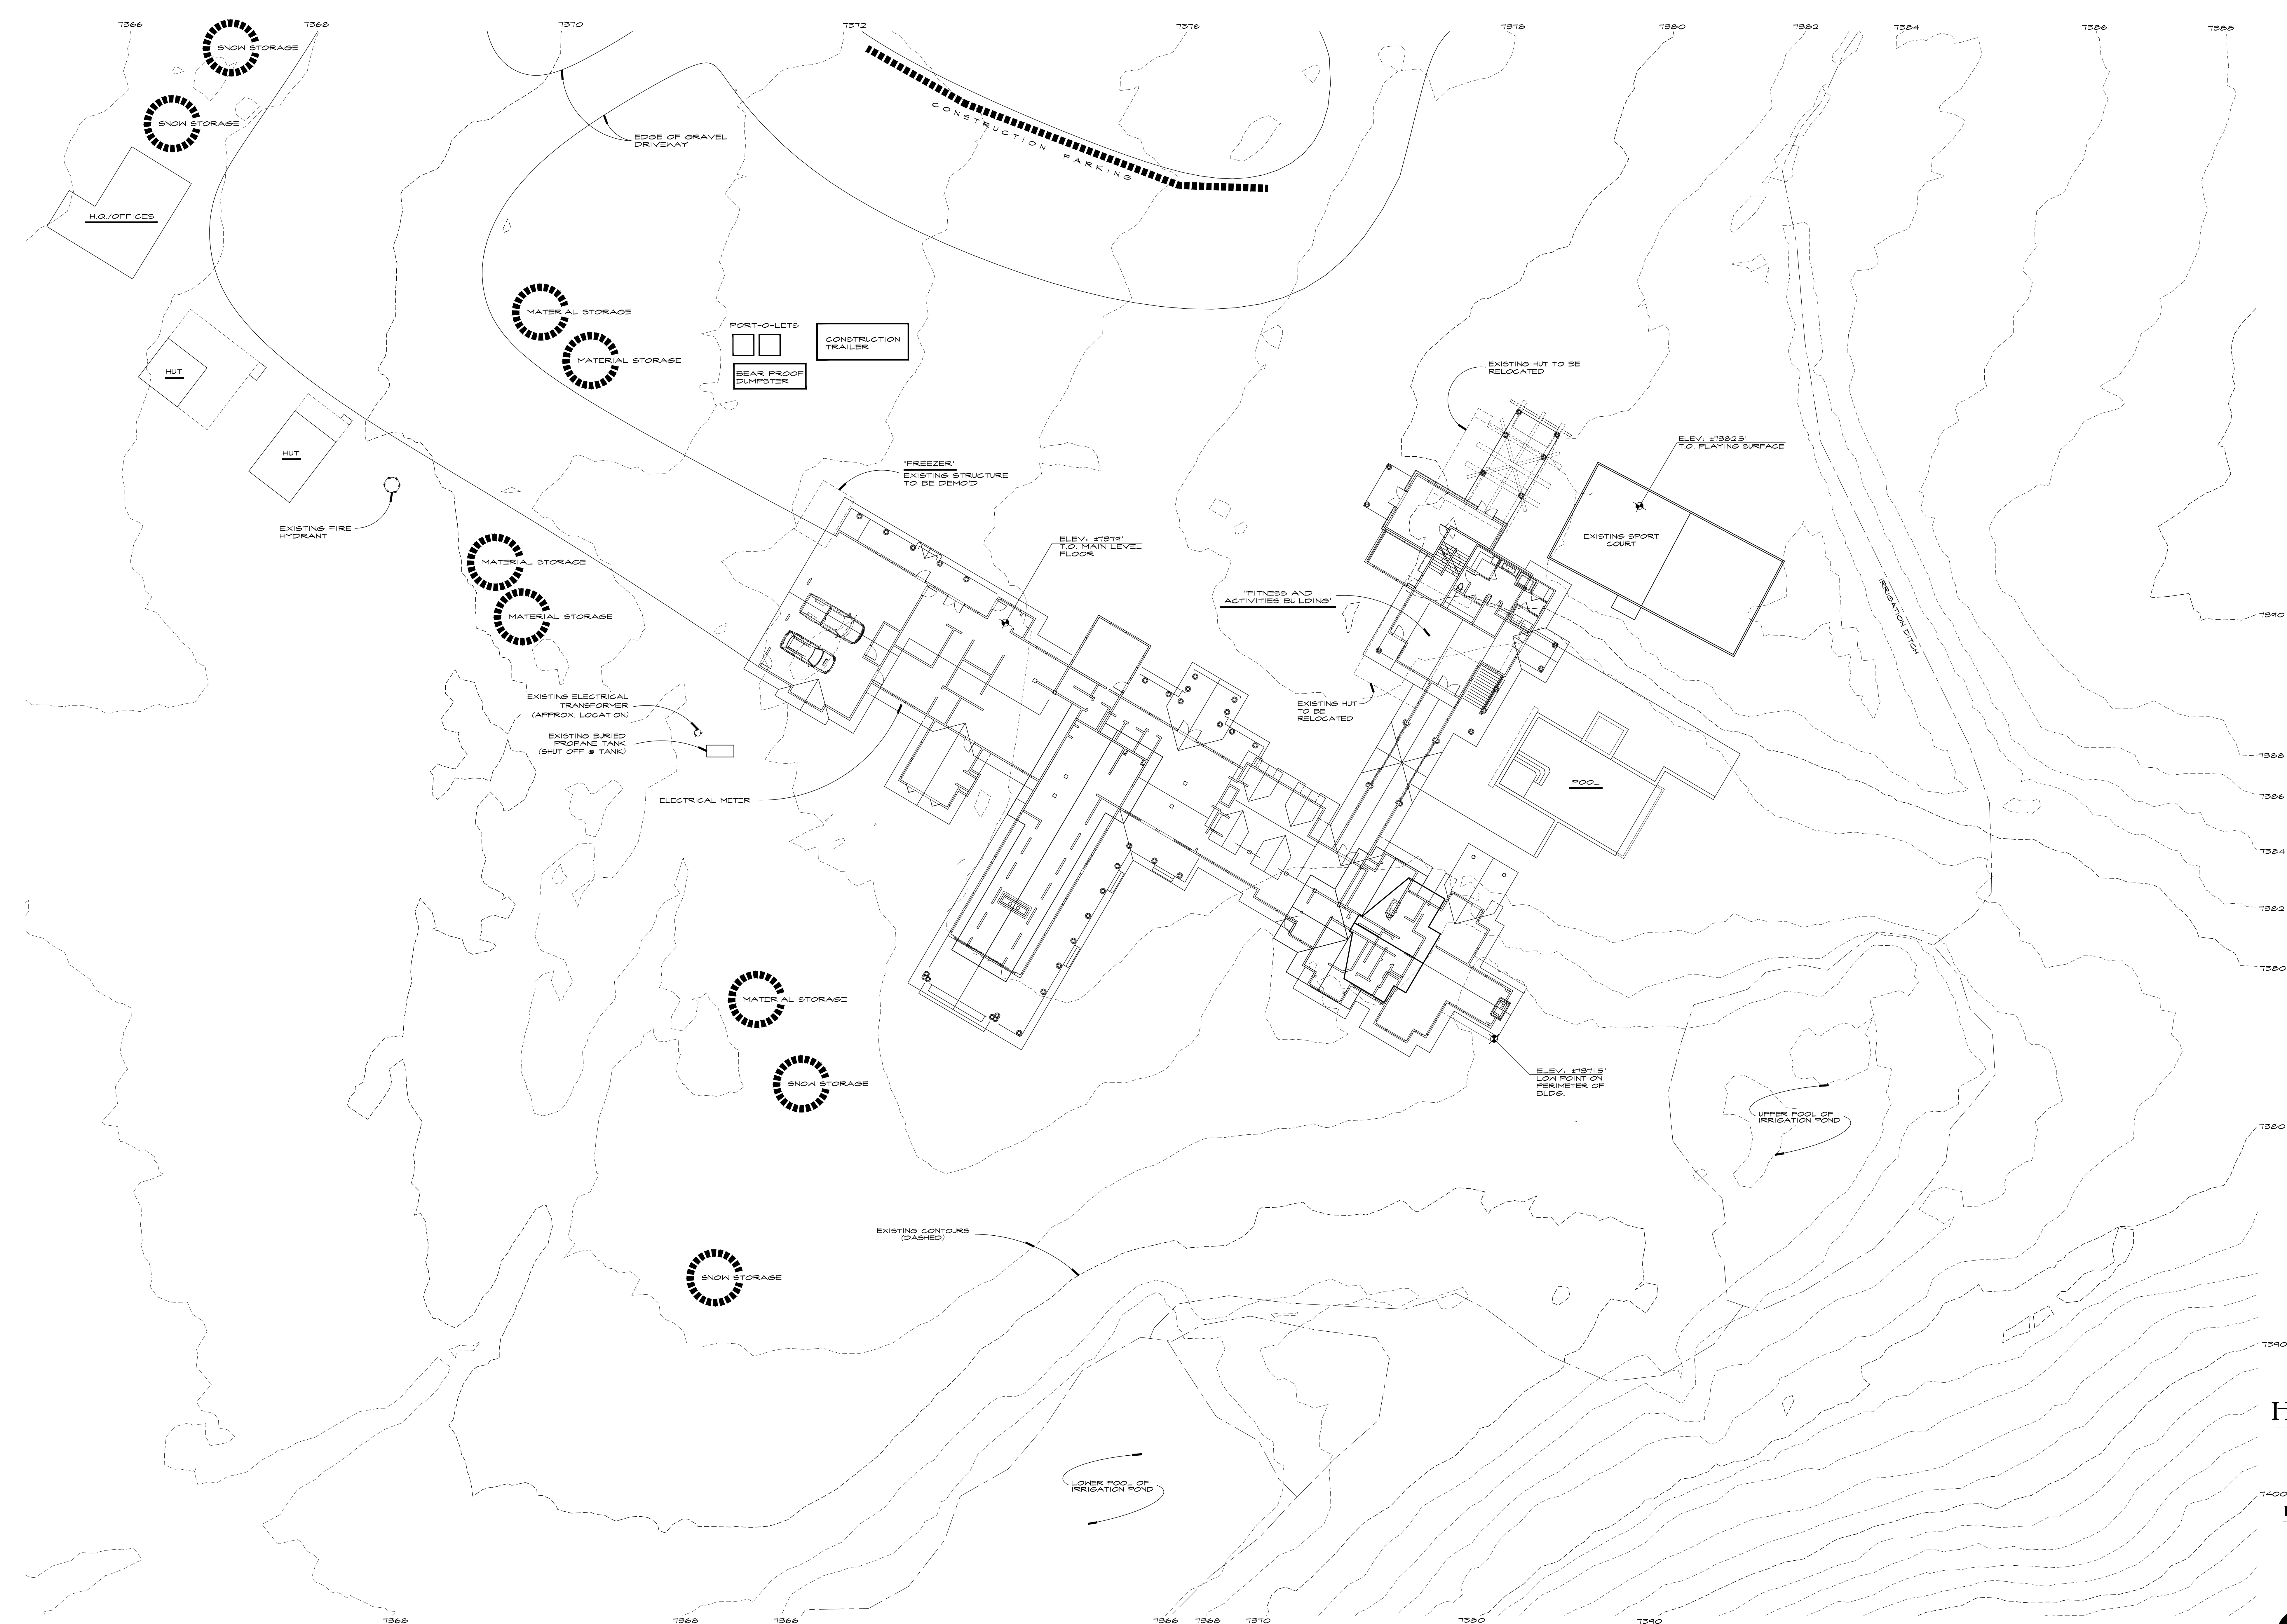 7366
7368
7370
7372
7376
7378
7380
7382
7384
7386
7388
SNOW STORAGE
SNOW STORAGE
EDGE OF GRAVEL
DRIVEWAY
CONSTRUCTION PARKING
H.Q./OFFICES
MATERIAL STORAGE
MATERIAL STORAGE
PORT-O-LETS
CONSTRUCTION
TRAILER
BEAR PROOF
DUMPSTER
HUT
HUT
EXISTING HUT TO BE
RELOCATED
ELEV: ±7382.5'
T.O. PLAYING SURFACE
"FREEZER"
EXISTING STRUCTURE
TO BE DEMO'D
EXISTING FIRE
HYDRANT
ELEV: ±7379'
T.O. MAIN LEVEL
FLOOR
EXISTING SPORT
COURT
MATERIAL STORAGE
MATERIAL STORAGE
"FITNESS AND
ACTIVITIES BUILDING"
IRRIGATION DITCH
7390
EXISTING ELECTRICAL
TRANSFORMER
(APPROX. LOCATION)
EXISTING BURIED
PROPANE TANK
(SHUT OFF @ TANK)
EXISTING HUT
TO BE
RELOCATED
ELECTRICAL METER
POOL
7388
7386
7384
7382
7380
MATERIAL STORAGE
SNOW STORAGE
ELEV: ±7371.5'
LOW POINT ON
PERIMETER OF
BLDG.
UPPER POOL OF
IRRIGATION POND
7380
EXISTING CONTOURS
(DASHED)
SNOW STORAGE
7390
H
LOWER POOL OF
IRRIGATION POND
7400
7368
7368
7366
7366
7368
7370
7380
7390